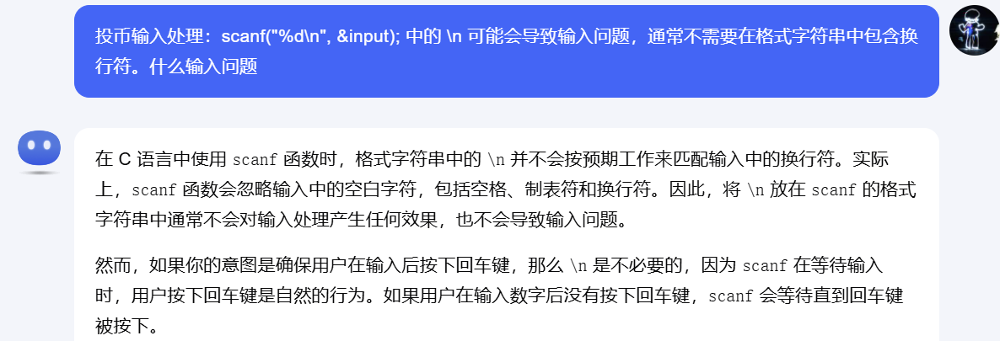 投币输入处理：scanf("%d\n", &input); 中的 \n 可能会导致输入问题，通常不需要在格式字符串中包含换
行符。什么输入问题
在 C 语言中使用 scanf 函数时，格式字符串中的 \n 并不会按预期工作来匹配输入中的换行符。实际
上，scanf 函数会忽略输入中的空白字符，包括空格、制表符和换行符。因此，将 \n 放在 scanf 的格式
字符串中通常不会对输入处理产生任何效果，也不会导致输入问题。
然而，如果你的意图是确保用户在输入后按下回车键，那么 \n 是不必要的，因为 scanf 在等待输入
时，用户按下回车键是自然的行为。如果用户在输入数字后没有按下回车键，scanf 会等待直到回车键
被按下。